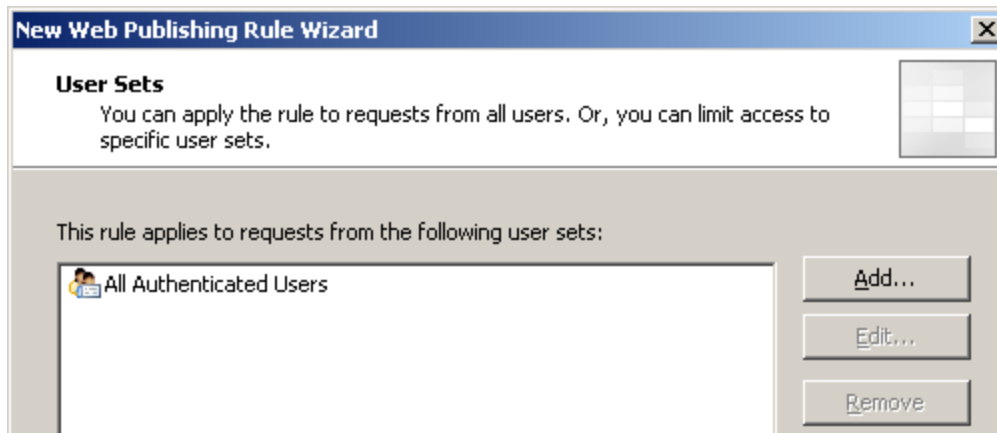 New Web Publishing Rule Wizard
User Sets
You can apply the rule to requests from all users. Or, you can limit access to
specific user sets.
This rule applies to requests from the following user sets:
All Authenticated Users
Add...
Edit...
Remove